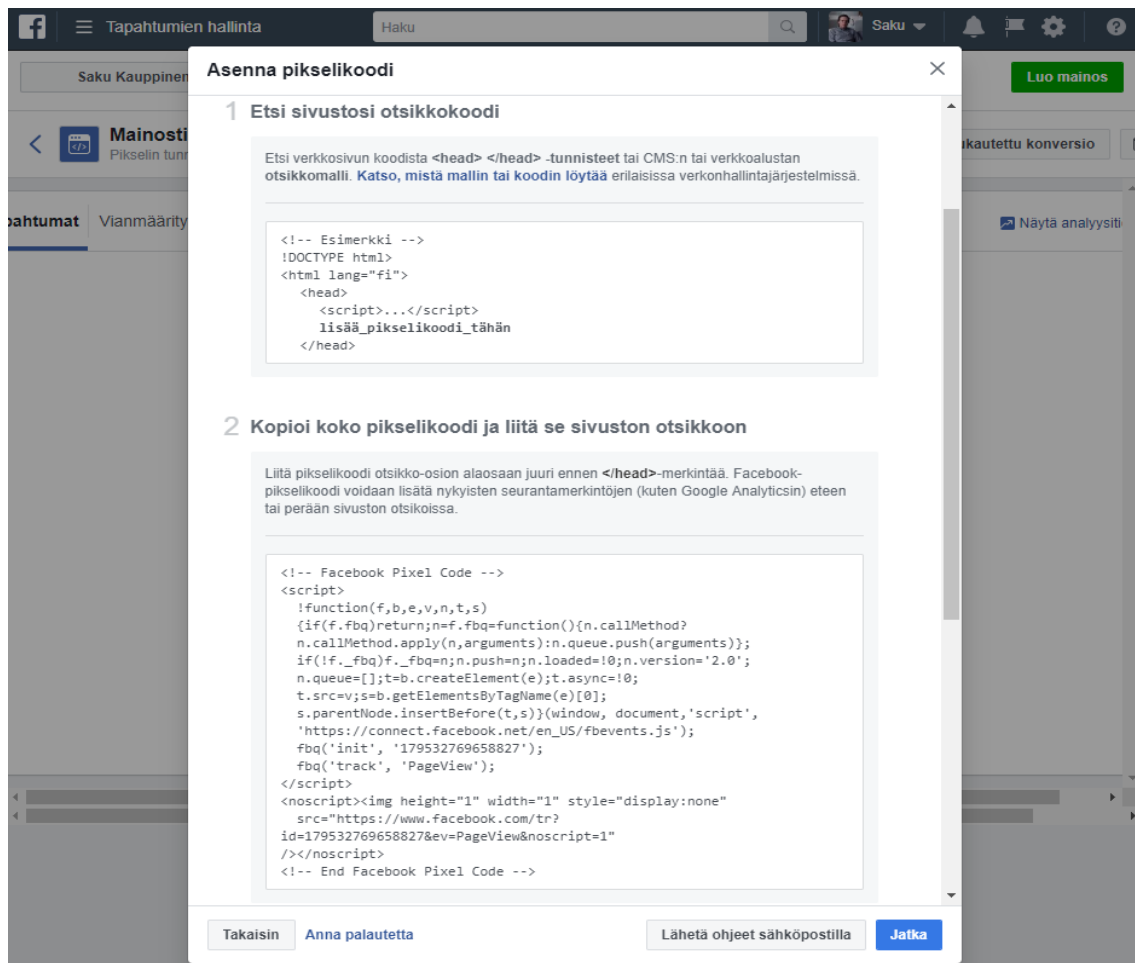 Tapahtumien hallinta
Haku
Saku
Saku Kauppinen
Luo mainos
Mainosti
Pikselin tunn
ukautettu konversio
pahtumat
Vianmäärity
Näytä analyysiti
Asenna pikselikoodi
1 Etsi sivustosi otsikkokoodi
Etsi verkkosivun koodista <head> </head> -tunnisteet tai CMS:n tai verkkoalustan
otsikkomalli. Katso, mistä mallin tai koodin löytää erilaisissa verkonhallintajärjestelmissä.
<!-- Esimerkki -->
!DOCTYPE html>
<html lang="fi">
<head>
<script>...</script>
lisää_pikselikoodi_tähän
</head>
2 Kopioi koko pikselikoodi ja liitä se sivuston otsikkoon
Liitä pikselikoodi otsikko-osion alaosaan juuri ennen </head>-merkintää. Facebook-
pikselikoodi voidaan lisätä nykyisten seurantamerkintöjen (kuten Google Analyticsin) eteen
tai perään sivuston otsikoissa.
<!-- Facebook Pixel Code -->
<script>
!function(f,b,e,v,n,t,s)
{if(f.fbq)return;n=f.fbq=function(){n.callMethod?
n.callMethod.apply(n,arguments):n.queue.push(arguments)};
if(!f._fbq)f._fbq=n;n.push=n;n.loaded=!0;n.version='2.0';
n.queue=[];t=b.createElement(e);t.async=!0;
t.src=v;s=b.getElementsByTagName(e)[0];
s.parentNode.insertBefore(t,s)}(window, document,'script',
'https://connect.facebook.net/en_US/fbevents.js');
fbq('init', '179532769658827');
fbq('track', 'PageView');
</script>
<noscript><img height="1" width="1" style="display:none"
src="https://www.facebook.com/tr?
id=179532769658827&ev=PageView&noscript=1"
/></noscript>
<!-- End Facebook Pixel Code -->
Takaisin
Anna palautetta
Lähetä ohjeet sähköpostilla
Jatka